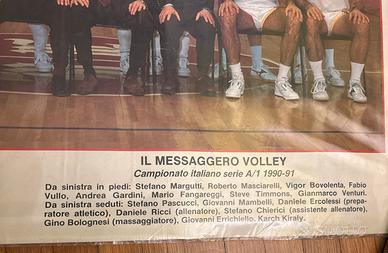 IL MESSAGGERO VOLLEY
Campionato italiano serie A/1 1990-91
Da sinistra in piedi: Stefano Margutti, Roberto Masciarelli, Vigor Bovolenta, Fabio
Vullo, Andrea Gardini, Mario Fangareggi, Steve Timmons, Gianmarco Venturi.
Da sinistra seduti: Stefano Pascucci, Giovanni Mambelli, Daniele Ercolessi (prepa-
ratore atletico), Daniele Ricci (allenatore), Stefano Chierici (assistente allenatore),
Gino Bolognesi (massaggiatore), Giovanni Errichiello, Karch Kiraly.